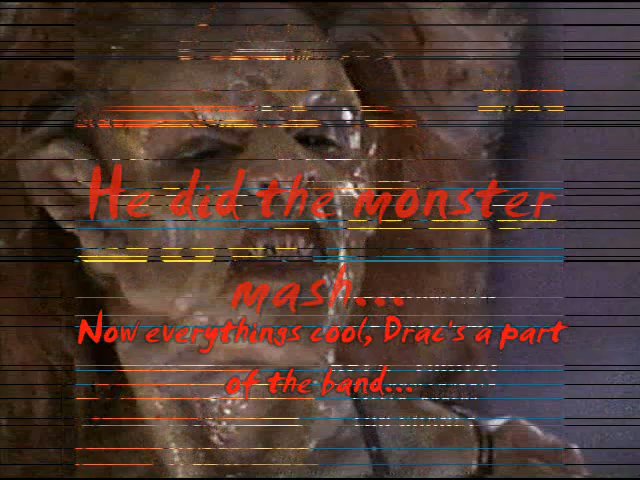 He did the monster
mash...
Now everythings cool, Drac's a part
of the band...